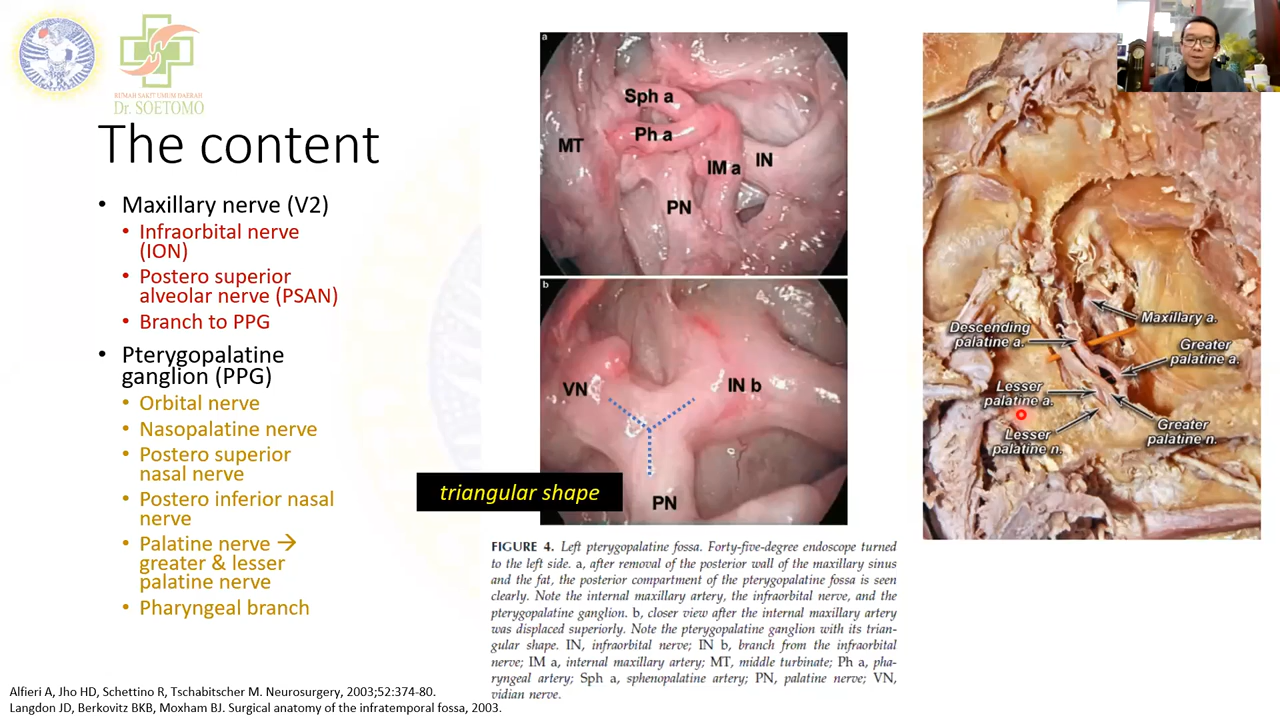 RUMAH SAKIT UMUM DAERAH
Dr. SOETOMO
The content
• Maxillary nerve (V2)
• Infraorbital nerve
(ION)
• Postero superior
alveolar nerve (PSAN)
• Branch to PPG
• Pterygopalatine
ganglion (PPG)
• Orbital nerve
• Nasopalatine nerve
• Postero superior
nasal nerve
• Postero inferior nasal
nerve
• Palatine nerve →
greater & lesser
palatine nerve
• Pharyngeal branch
a
Sph a
Ph a
MT
IM a
IN
PN
b
VN
IN b
PN
triangular shape
FIGURE 4. Left pterygopalatine fossa. Forty-five-degree endoscope turned
to the left side. a, after removal of the posterior wall of the maxillary sinus
and the fat, the posterior compartment of the pterygopalatine fossa is seen
clearly. Note the internal maxillary artery, the infraorbital nerve, and the
pterygopalatine ganglion. b, closer view after the internal maxillary artery
was displaced superiorly. Note the pterygopalatine ganglion with its trian-
gular shape. IN, infraorbital nerve; IN b, branch from the infraorbital
nerve; IM a, internal maxillary artery; MT, middle turbinate; Ph a, pha-
ryngeal artery; Sph a, sphenopalatine artery; PN, palatine nerve; VN,
vidian nerve.
Maxillary a.
Descending
palatine a.
Greater
palatine a.
Lesser
palatine a.
Greater
palatine n.
Lesser
palatine n.
Alfieri A, Jho HD, Schettino R, Tschabitscher M. Neurosurgery, 2003;52:374-80.
Langdon JD, Berkovitz BKB, Moxham BJ. Surgical anatomy of the infratemporal fossa, 2003.